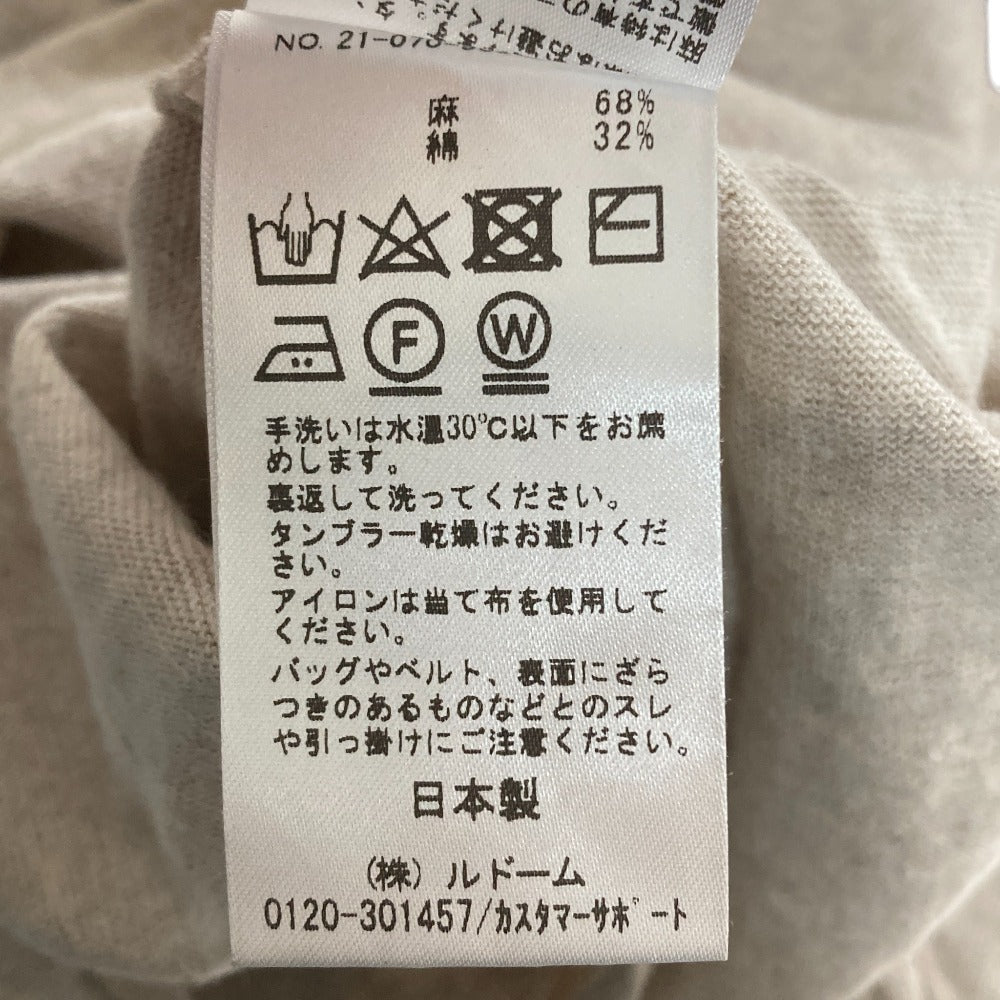 麻は特有の
NO. 21-07
麻 68%
綿 32%
F W
手洗いは水温30℃以下をお薦
めします。
裏返して洗ってください。
タンブラー乾燥はお避けくだ
さい。
アイロンは当て布を使用して
ください。
バッグやベルト、表面にざら
つきのあるものなどとのスレ
や引っ掛けにご注意ください。
日本製
(株) ルドーム
0120-301457/カスタマーサポート